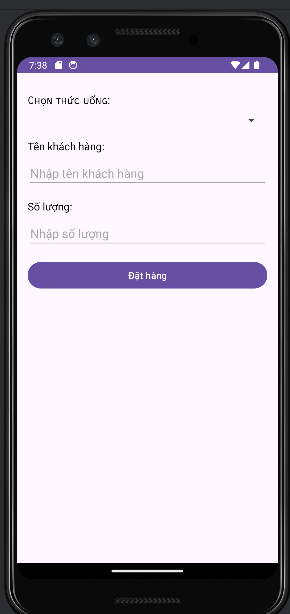 7:38
Chọn thức uống:
Tên khách hàng:
Nhập tên khách hàng
Số lượng:
Nhập số lượng
Đặt hàng